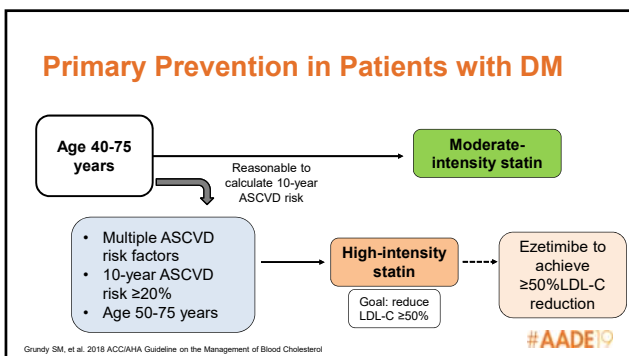 Primary Prevention in Patients with DM
Age 40-75
years
Reasonable to
calculate 10-year
ASCVD risk
Moderate-
intensity statin
• Multiple ASCVD
risk factors
• 10-year ASCVD
risk ≥20%
• Age 50-75 years
High-intensity
statin
Goal: reduce
LDL-C ≥50%
Ezetimibe to
achieve
≥50%LDL-C
reduction
Grundy SM, et al. 2018 ACC/AHA Guideline on the Management of Blood Cholesterol
#AADE19